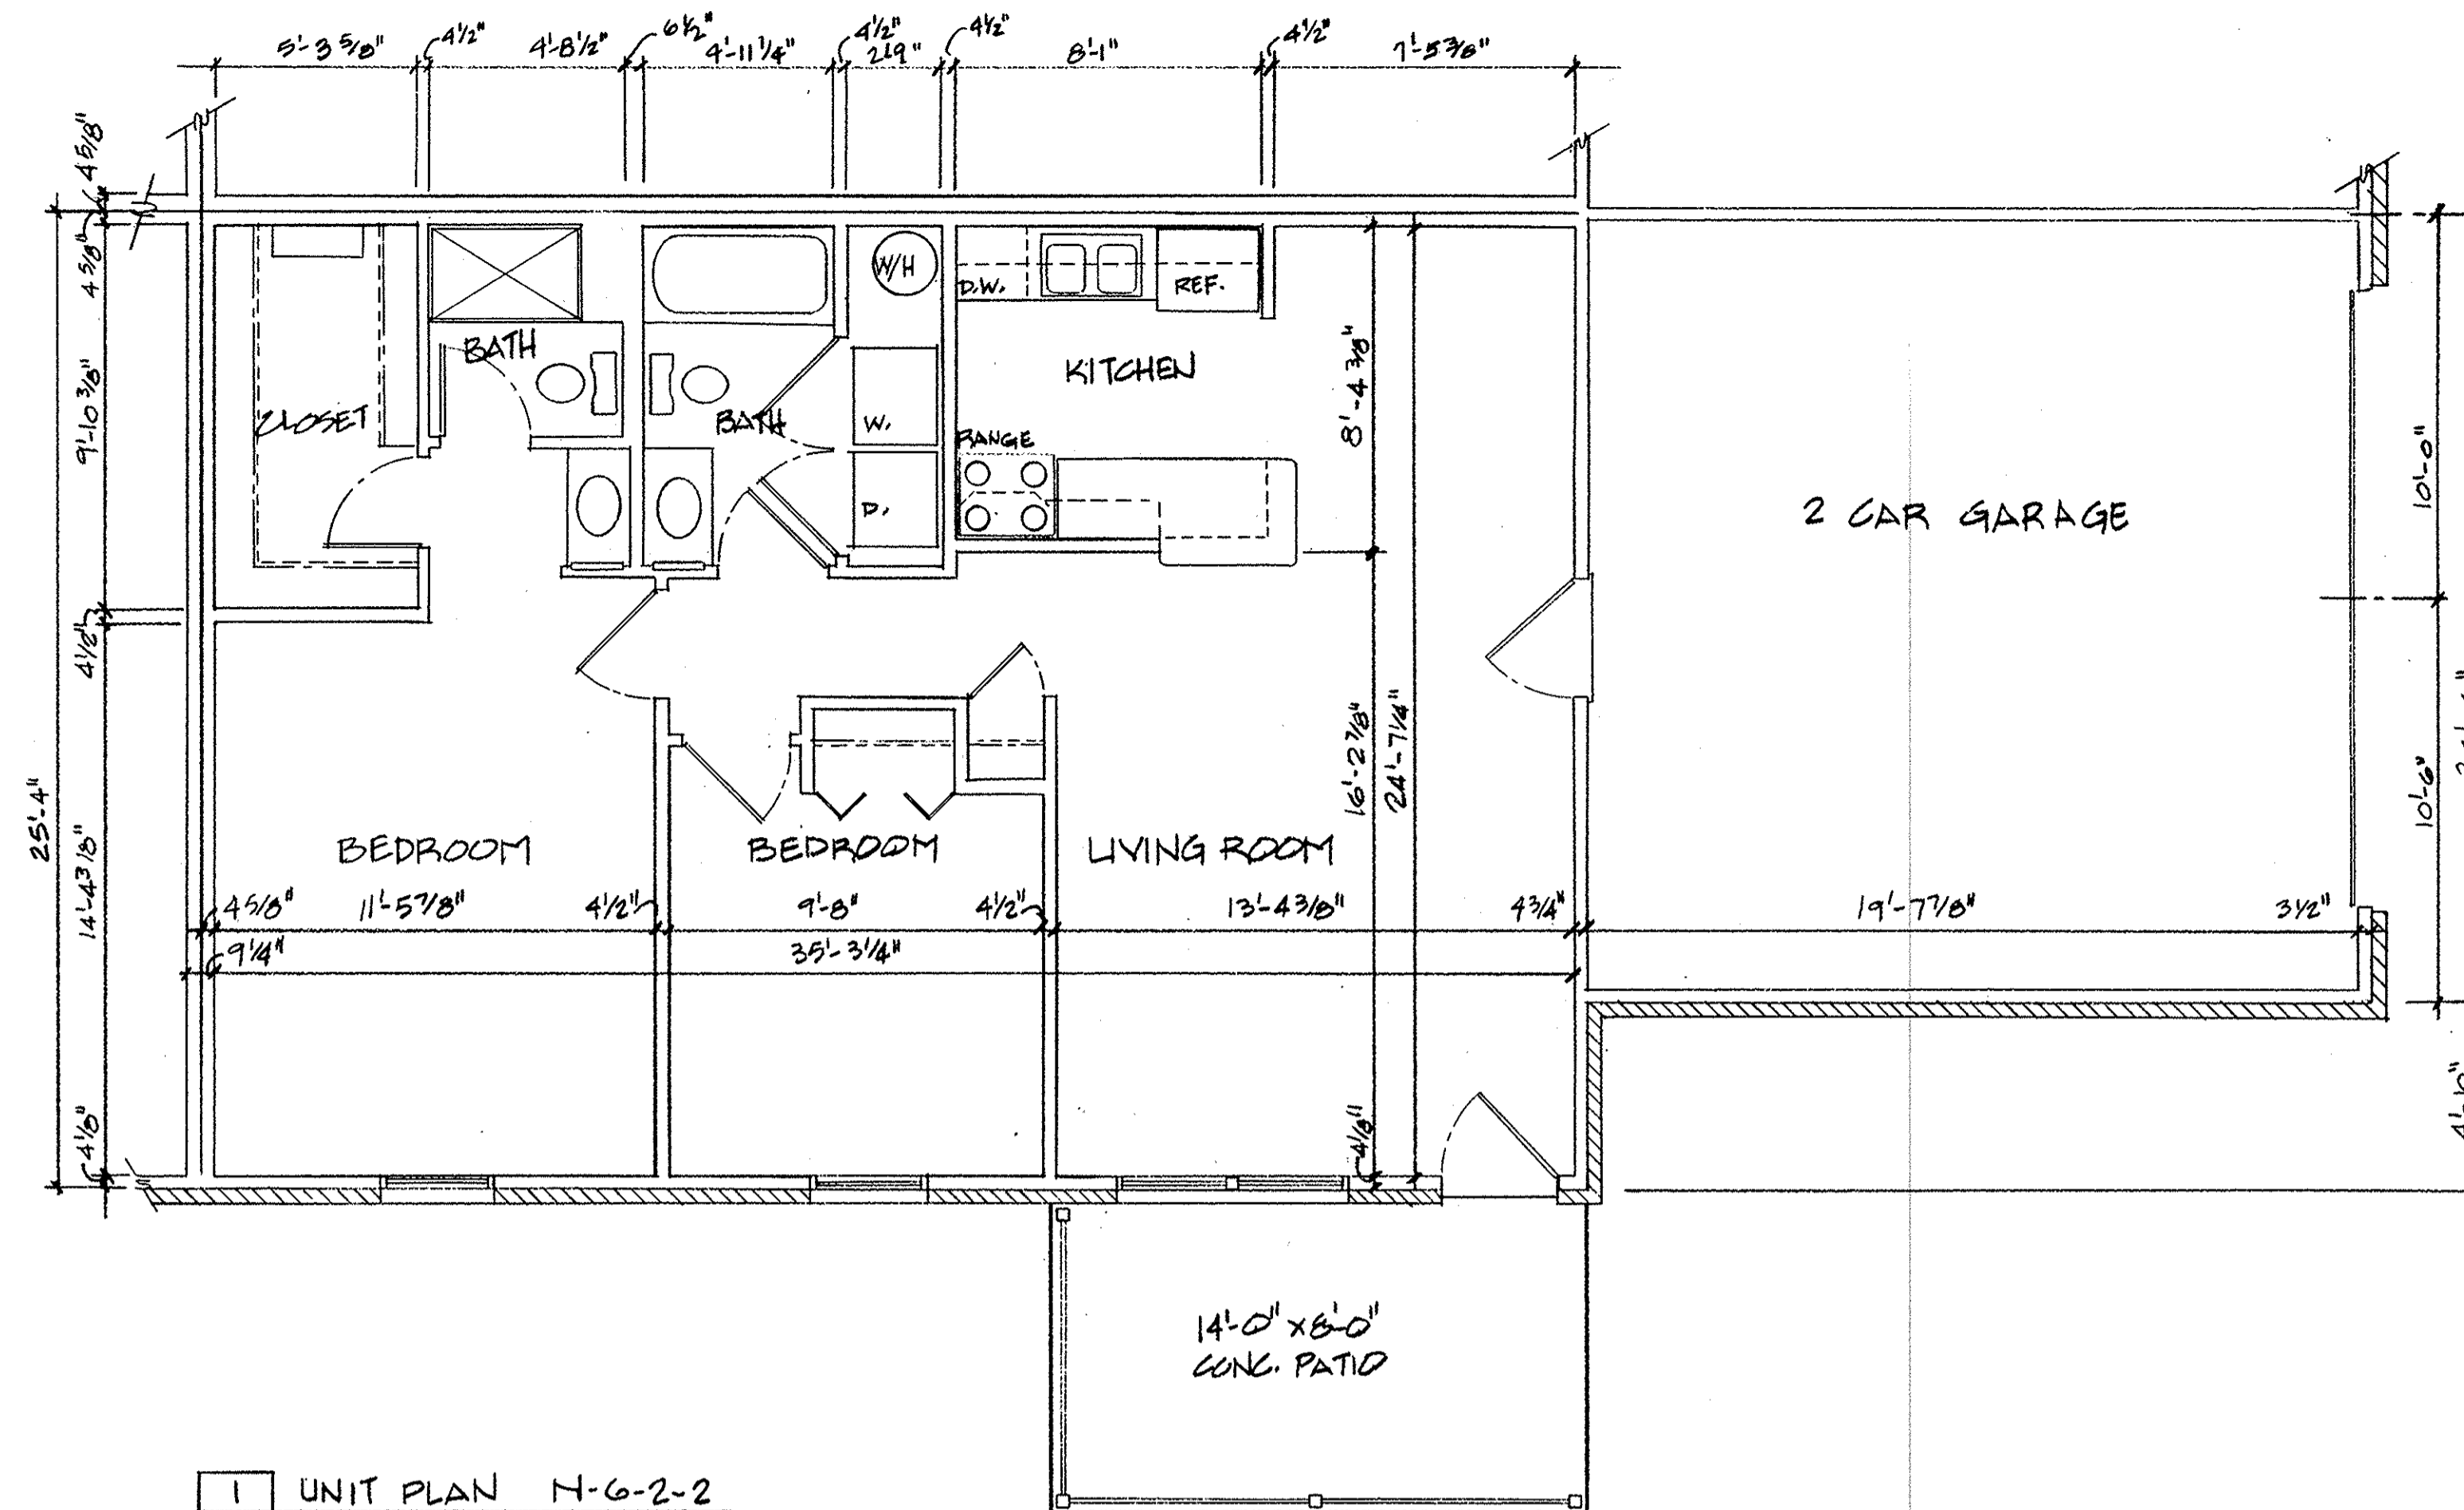 5'-3 5/8" 4 1/2" 4'-8 1/2" 6 1/2" 4'-11 1/4" 4 1/2" 2'-9" 4 1/2" 8'-1" 4 1/2" 7'-5 3/8"
4 5/8"
4 5/8"
9'-10 3/8"
4 1/2"
25'-4"
14'-4 3/8"
4 1/8"
W/H
D.W.
REF.
BATH
KITCHEN
CLOSET
BATH
W.
RANGE
D.
8'-4 3/8"
2 CAR GARAGE
10'-0"
16'-2 7/8"
24'-7 1/4"
10'-6"
BEDROOM
BEDROOM
LIVING ROOM
4 5/8" 11'-5 7/8" 4 1/2" 9'-8" 4 1/2" 13'-4 3/8" 4 3/4" 19'-7 7/8" 3 1/2"
9 1/4" 35'-3 1/4"
4 1/8"
4'-10"
14'-0" x 8'-0"
CONC. PATIO
1 UNIT PLAN N-6-2-2